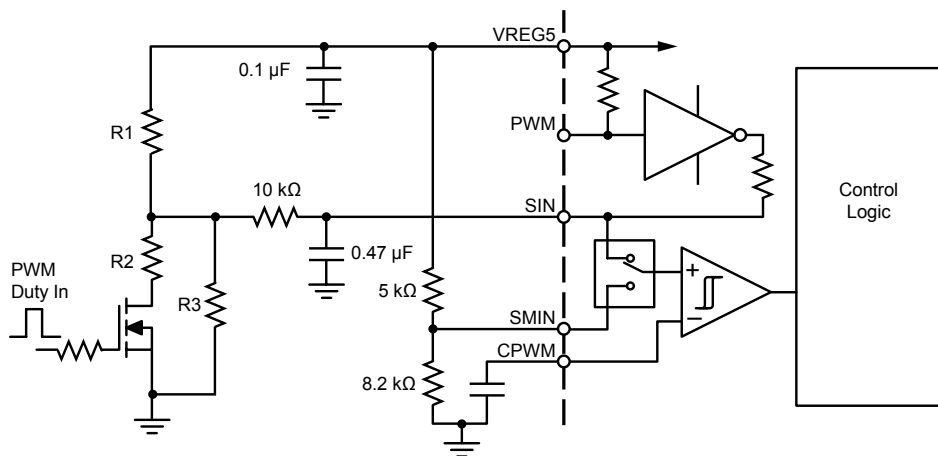 VREG5
0.1 µF
R1
PWM
10 kΩ
SIN
Control
Logic
R2
0.47 µF
PWM
Duty In
R3
5 kΩ
+
SMIN
−
CPWM
8.2 kΩ